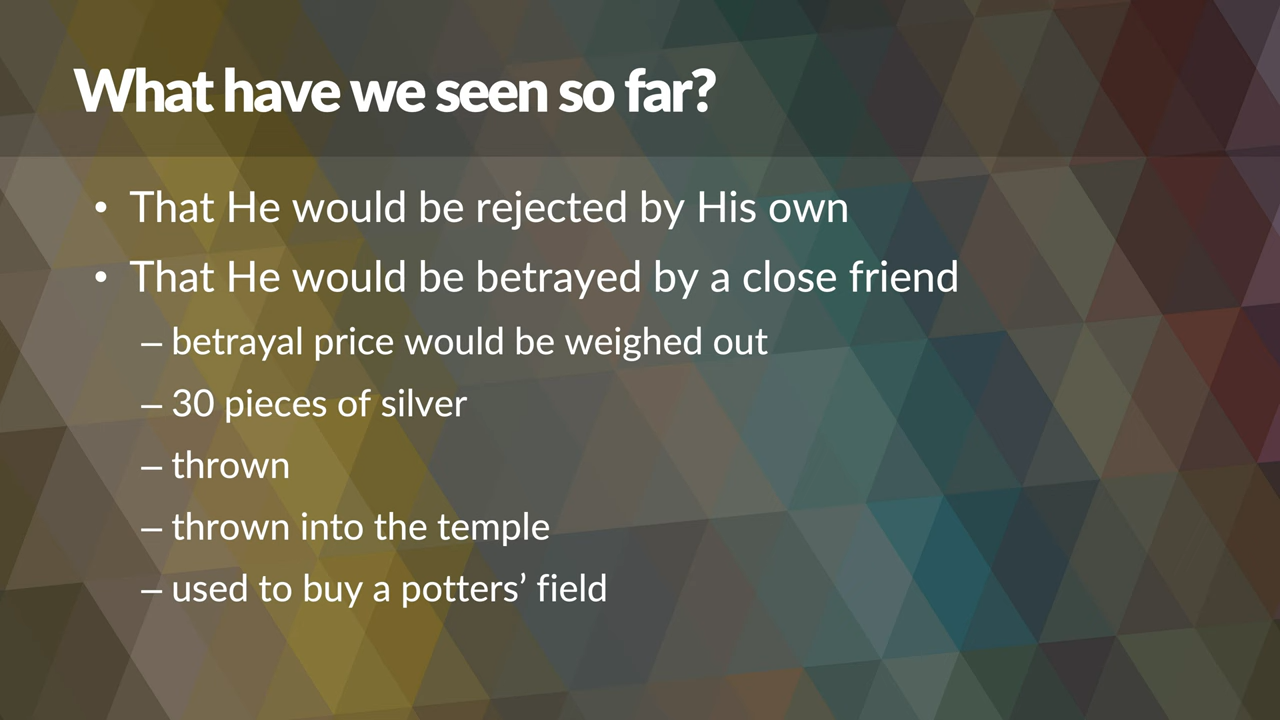 What have we seen so far?
• That He would be rejected by His own
• That He would be betrayed by a close friend
– betrayal price would be weighed out
– 30 pieces of silver
– thrown
– thrown into the temple
– used to buy a potters’ field